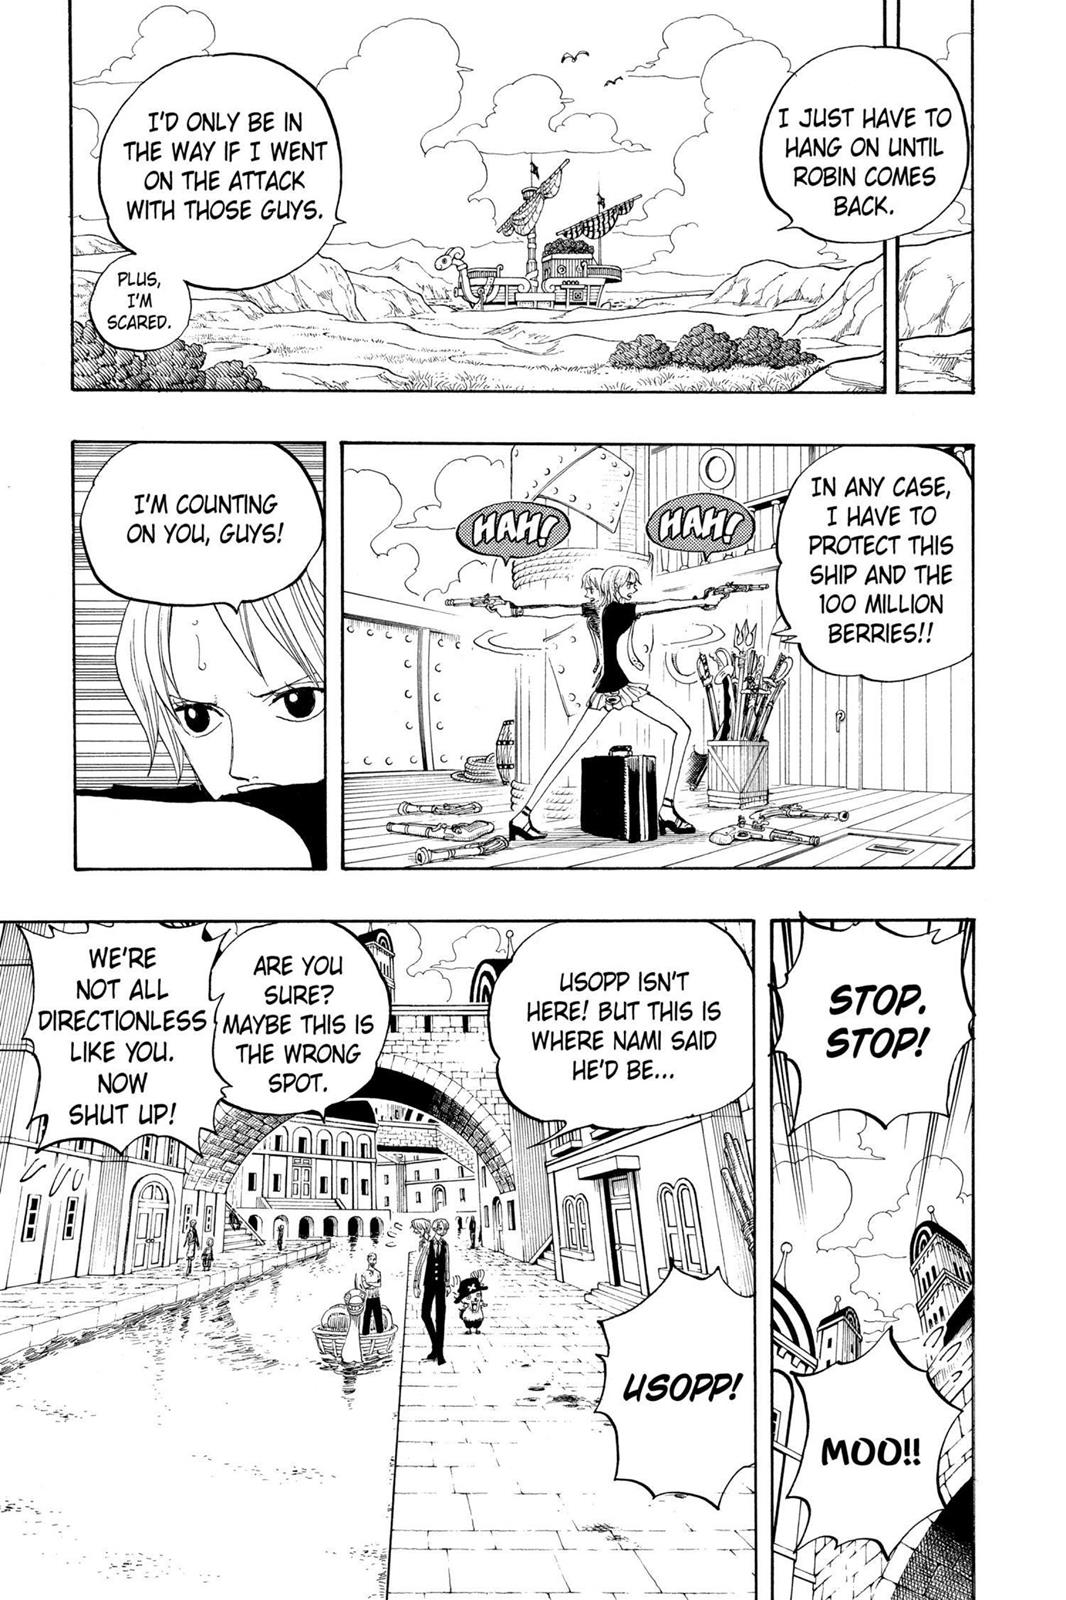 I JUST HAVE TO
HANG ON UNTIL
ROBIN COMES
BACK.
I'D ONLY BE IN
THE WAY IF I WENT
ON THE ATTACK
WITH THOSE GUYS.
PLUS,
I'M
SCARED.
IN ANY CASE,
I HAVE TO
PROTECT THIS
SHIP AND THE
100 MILLION
BERRIES!!
HAH!
HAH!
I'M COUNTING
ON YOU, GUYS!
STOP.
STOP!
MOO!!
USOPP ISN'T
HERE! BUT THIS IS
WHERE NAMI SAID
HE'D BE...
USOPP!
ARE YOU
SURE?
MAYBE THIS IS
THE WRONG
SPOT.
WE'RE
NOT ALL
DIRECTIONLESS
LIKE YOU.
NOW
SHUT UP!